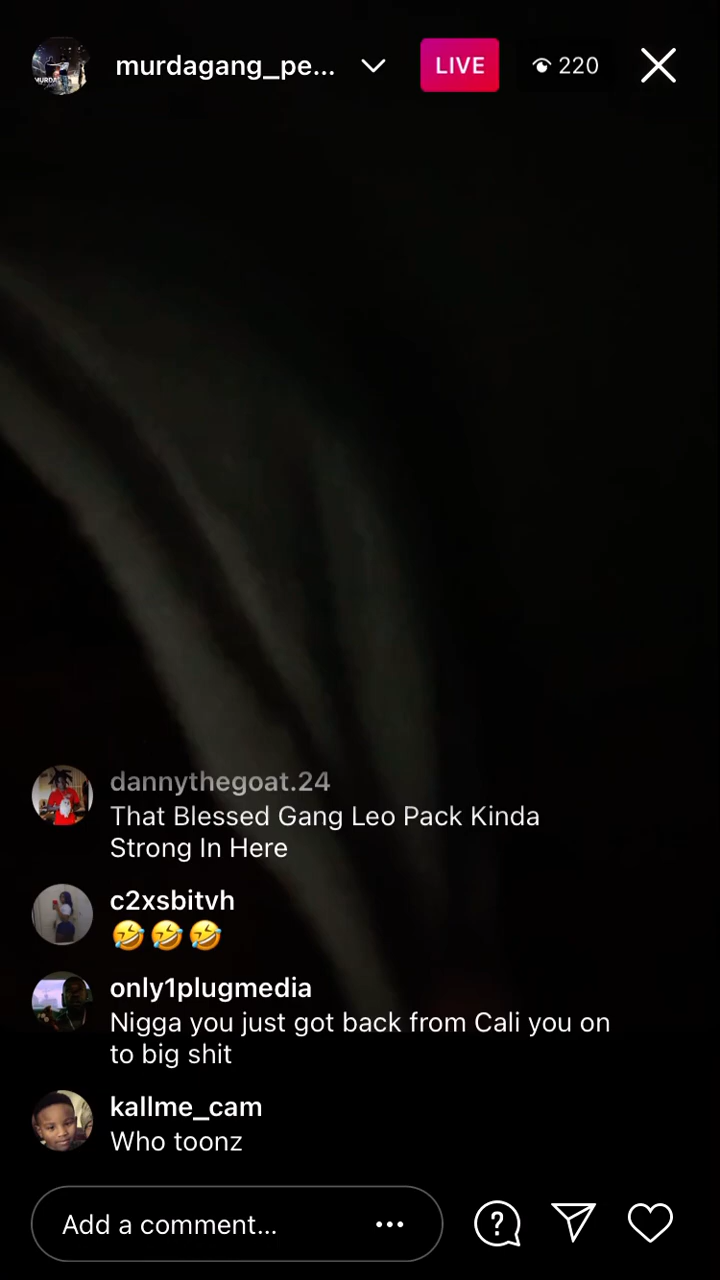 murdagang_pe...
LIVE
220
dannythegoat.24
That Blessed Gang Leo Pack Kinda
Strong In Here
c2xsbitvh
🤣🤣🤣
only1plugmedia
Nigga you just got back from Cali you on
to big shit
kallme_cam
Who toonz
Add a comment...